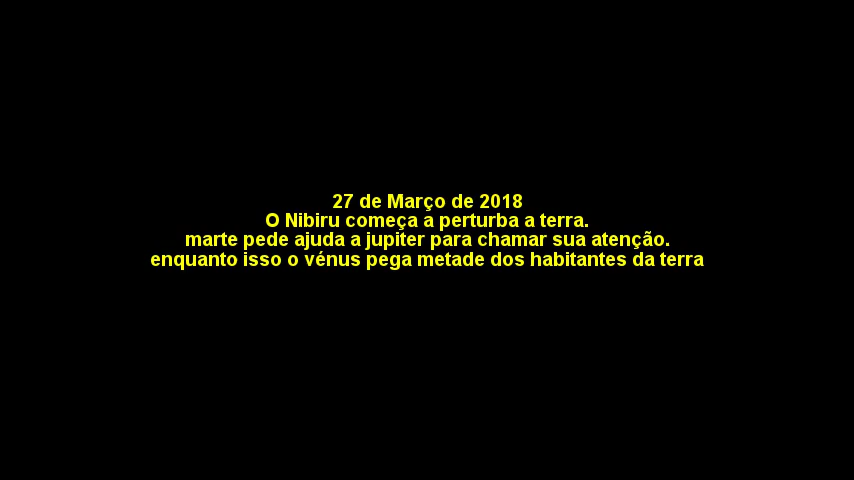 27 de Março de 2018
O Nibiru começa a perturba a terra.
marte pede ajuda a jupiter para chamar sua atenção.
enquanto isso o vénus pega metade dos habitantes da terra